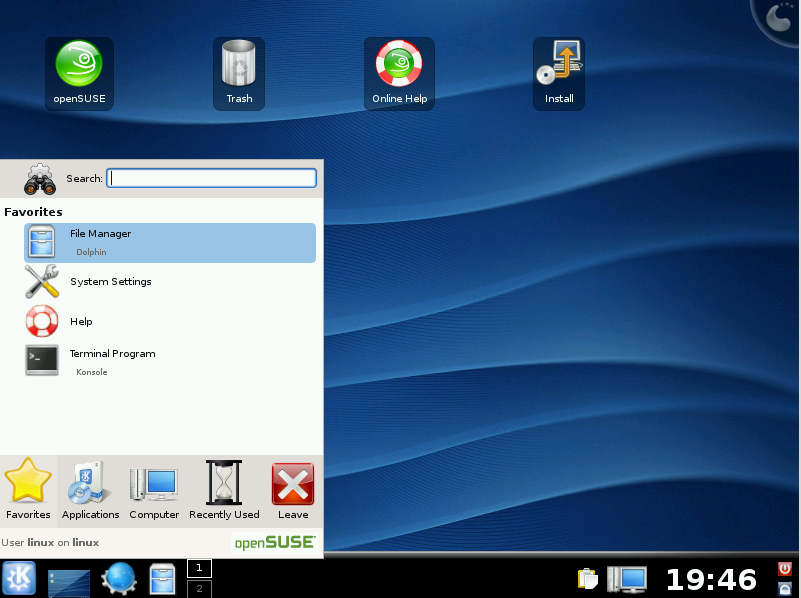 openSUSE
Trash
Online Help
Install
Search:
Favorites
File Manager
Dolphin
System Settings
Help
Terminal Program
Konsole
Favorites Applications Computer Recently Used Leave
User linux on linux
openSUSE
1
2
19:46